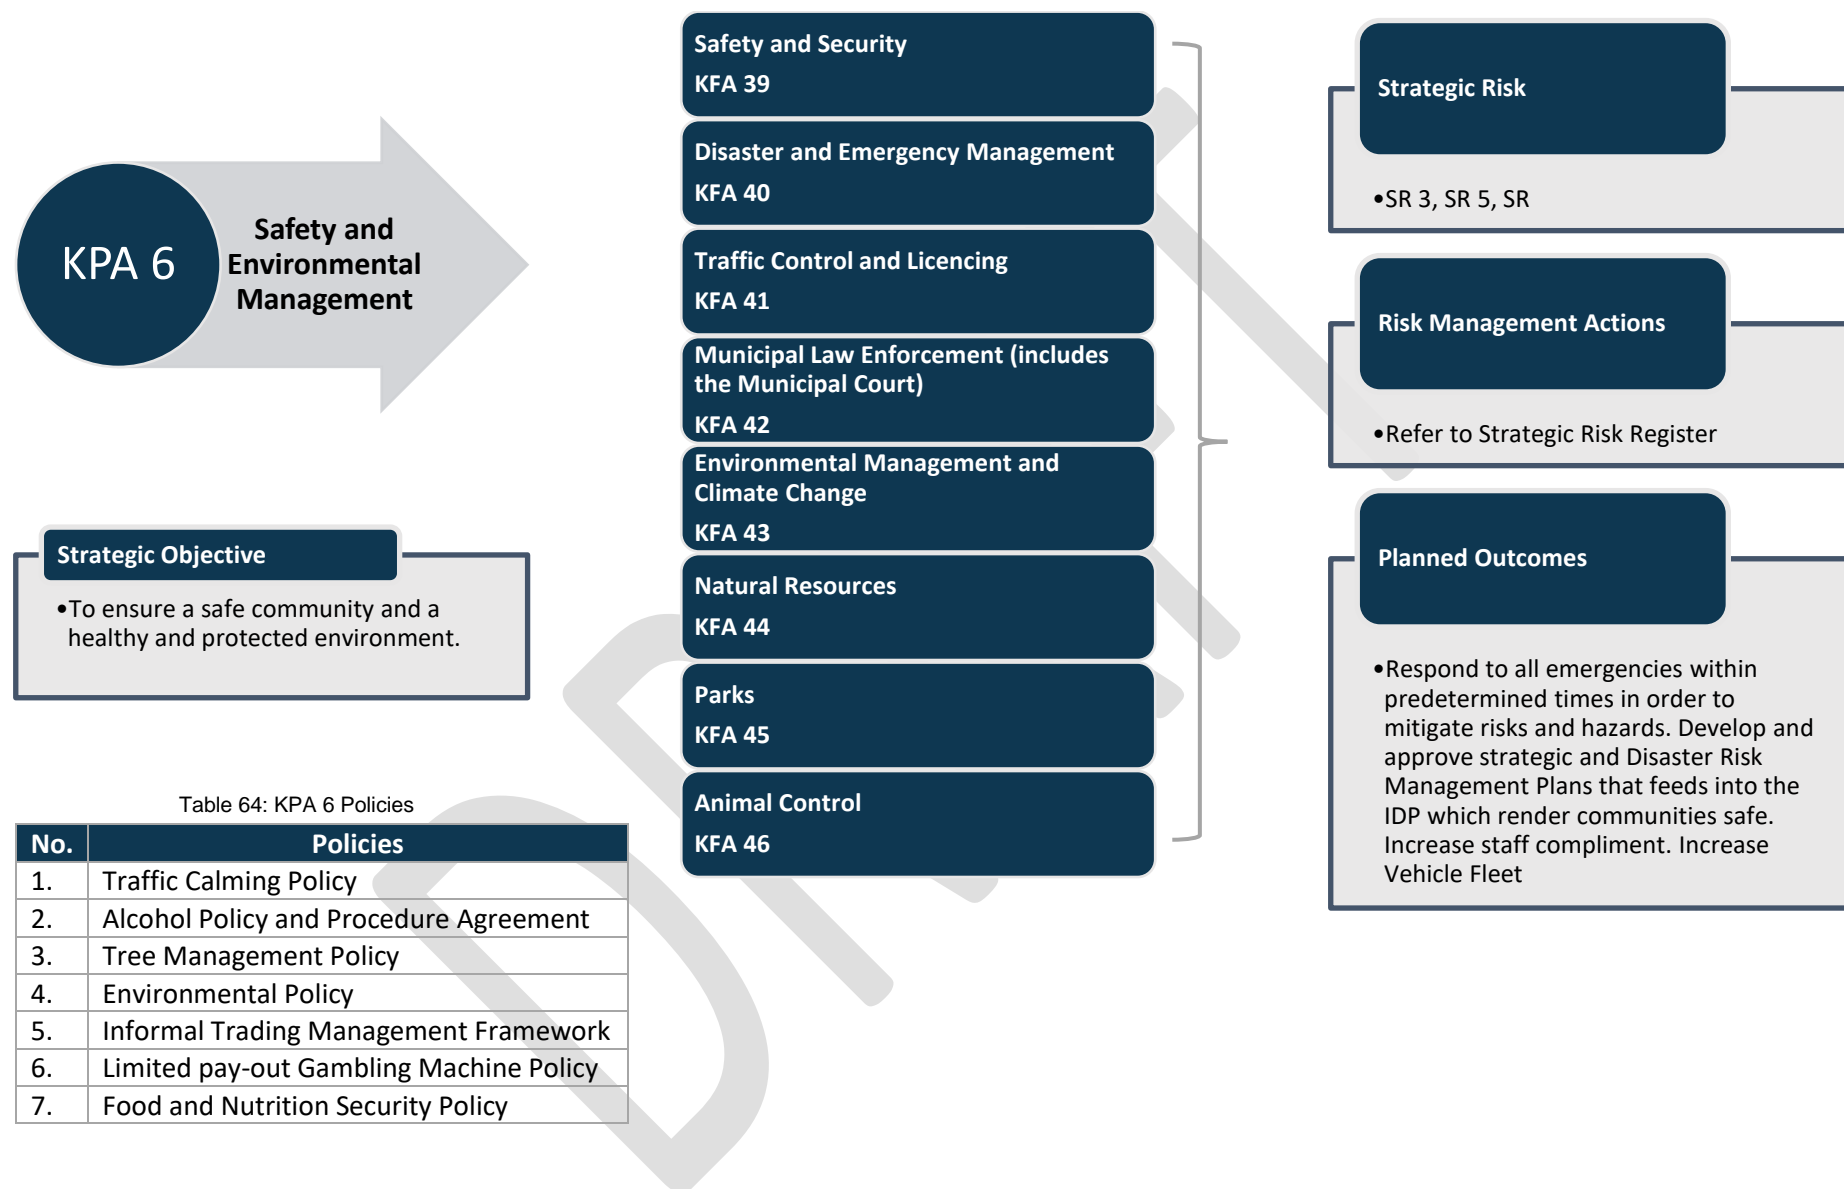 KPA 6
Safety and
Environmental
Management
Strategic Objective
•To ensure a safe community and a
healthy and protected environment.
Table 64: KPA 6 Policies
No. Policies
1. Traffic Calming Policy
2. Alcohol Policy and Procedure Agreement
3. Tree Management Policy
4. Environmental Policy
5. Informal Trading Management Framework
6. Limited pay-out Gambling Machine Policy
7. Food and Nutrition Security Policy
Safety and Security
KFA 39
Disaster and Emergency Management
KFA 40
Traffic Control and Licencing
KFA 41
Municipal Law Enforcement (includes
the Municipal Court)
KFA 42
Environmental Management and
Climate Change
KFA 43
Natural Resources
KFA 44
Parks
KFA 45
Animal Control
KFA 46
Strategic Risk
•SR 3, SR 5, SR
Risk Management Actions
•Refer to Strategic Risk Register
Planned Outcomes
•Respond to all emergencies within
predetermined times in order to
mitigate risks and hazards. Develop and
approve strategic and Disaster Risk
Management Plans that feeds into the
IDP which render communities safe.
Increase staff compliment. Increase
Vehicle Fleet
DRAFT